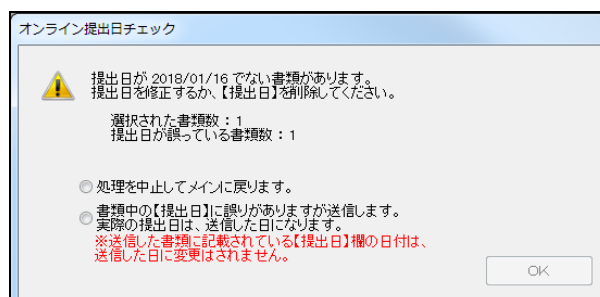 オンライン提出日チェック
提出日が 2018/01/16 でない書類があります。
提出日を修正するか、【提出日】を削除してください。
選択された書類数：1
提出日が誤っている書類数：1
処理を中止してメインに戻ります。
書類中の【提出日】に誤りがありますが送信します。
実際の提出日は、送信した日になります。
※送信した書類に記載されている【提出日】欄の日付は、
送信した日に変更はされません。
OK